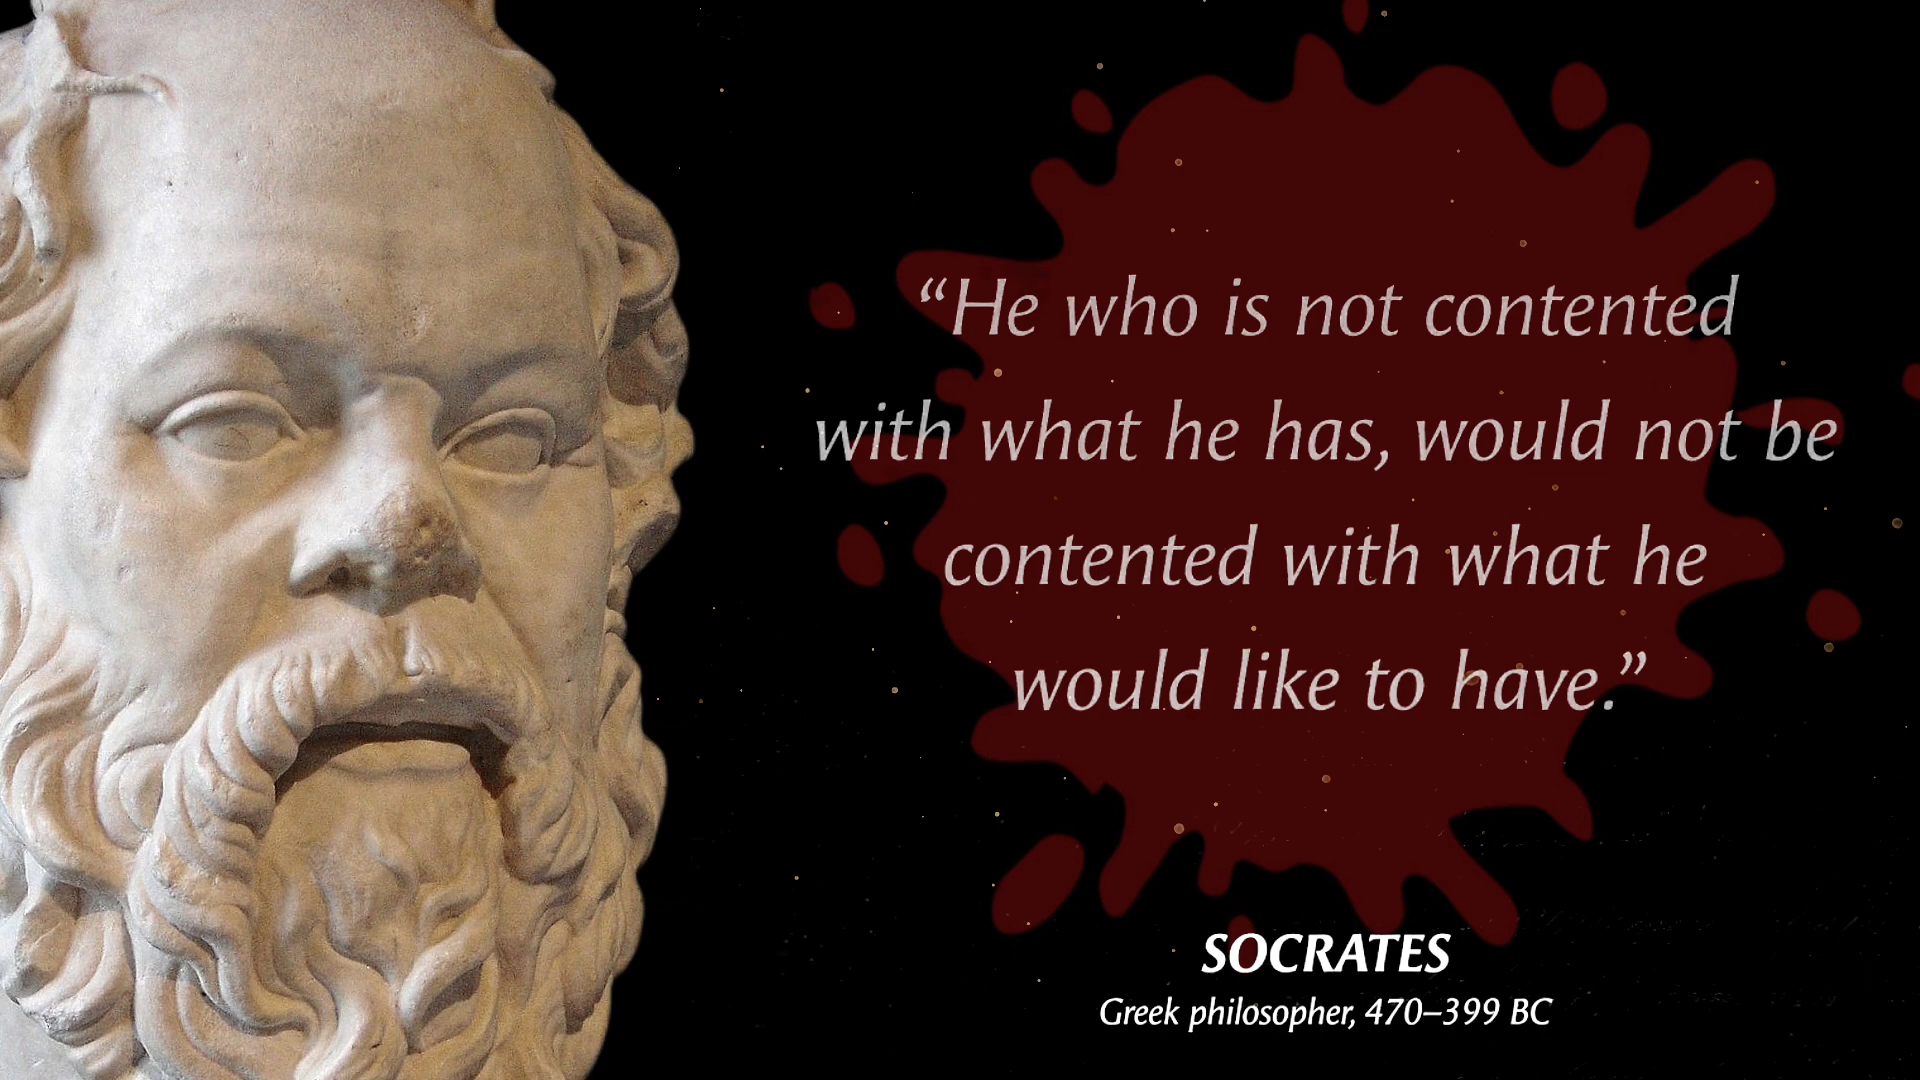 “He who is not contented
with what he has, would not be
contented with what he
would like to have.”
SOCRATES
Greek philosopher, 470–399 BC